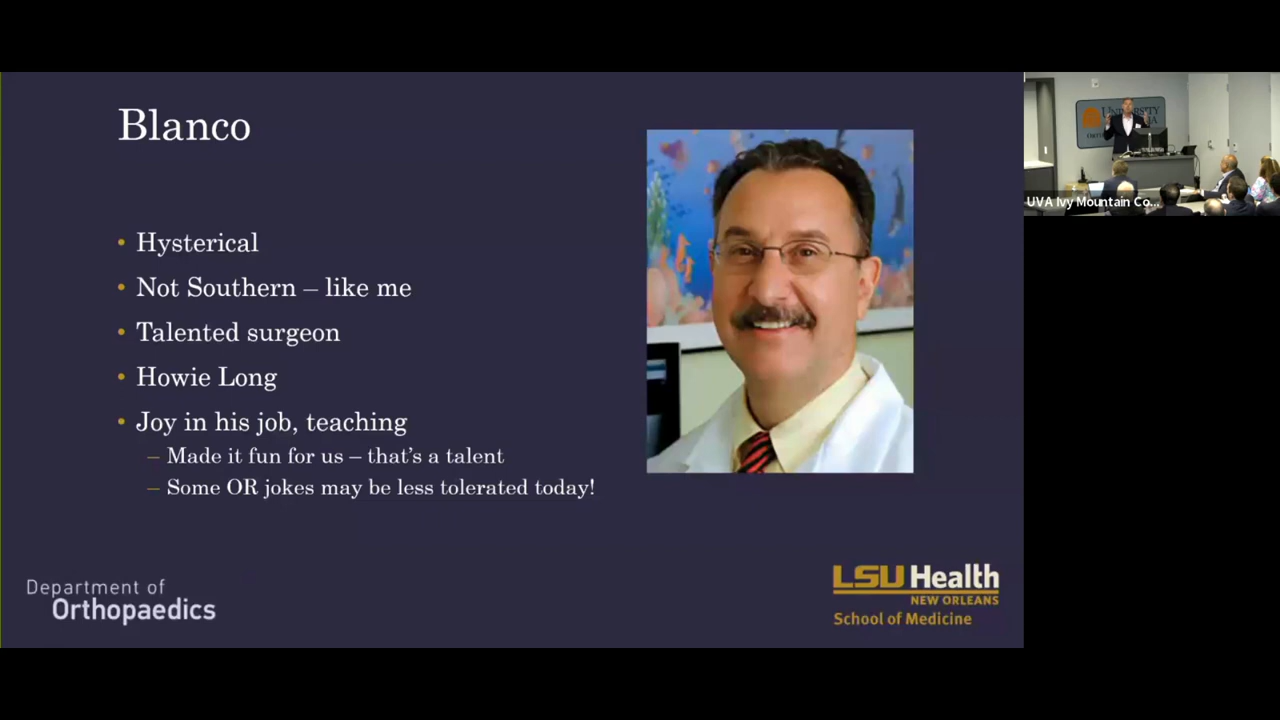 Blanco
• Hysterical
• Not Southern – like me
• Talented surgeon
• Howie Long
• Joy in his job, teaching
– Made it fun for us – that's a talent
– Some OR jokes may be less tolerated today!
Department of
Orthopaedics
LSU Health
NEW ORLEANS
School of Medicine
UNIVERSITY
UVA Ivy Mountain Co...